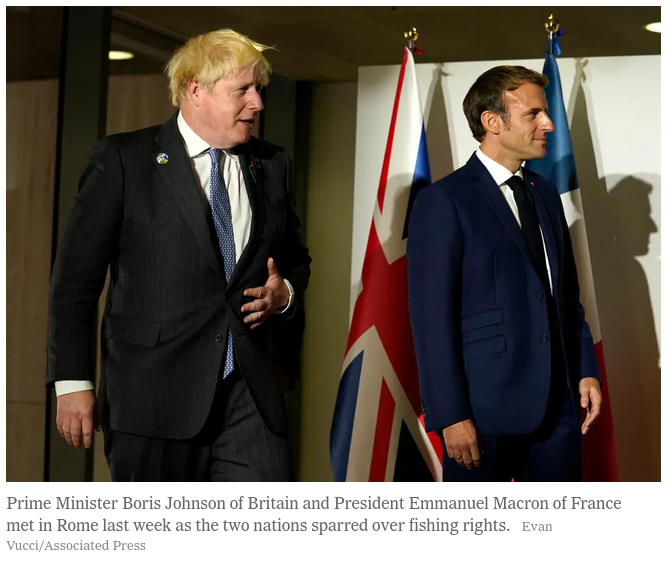 Prime Minister Boris Johnson of Britain and President Emmanuel Macron of France
met in Rome last week as the two nations sparred over fishing rights. Evan
Vucci/Associated Press